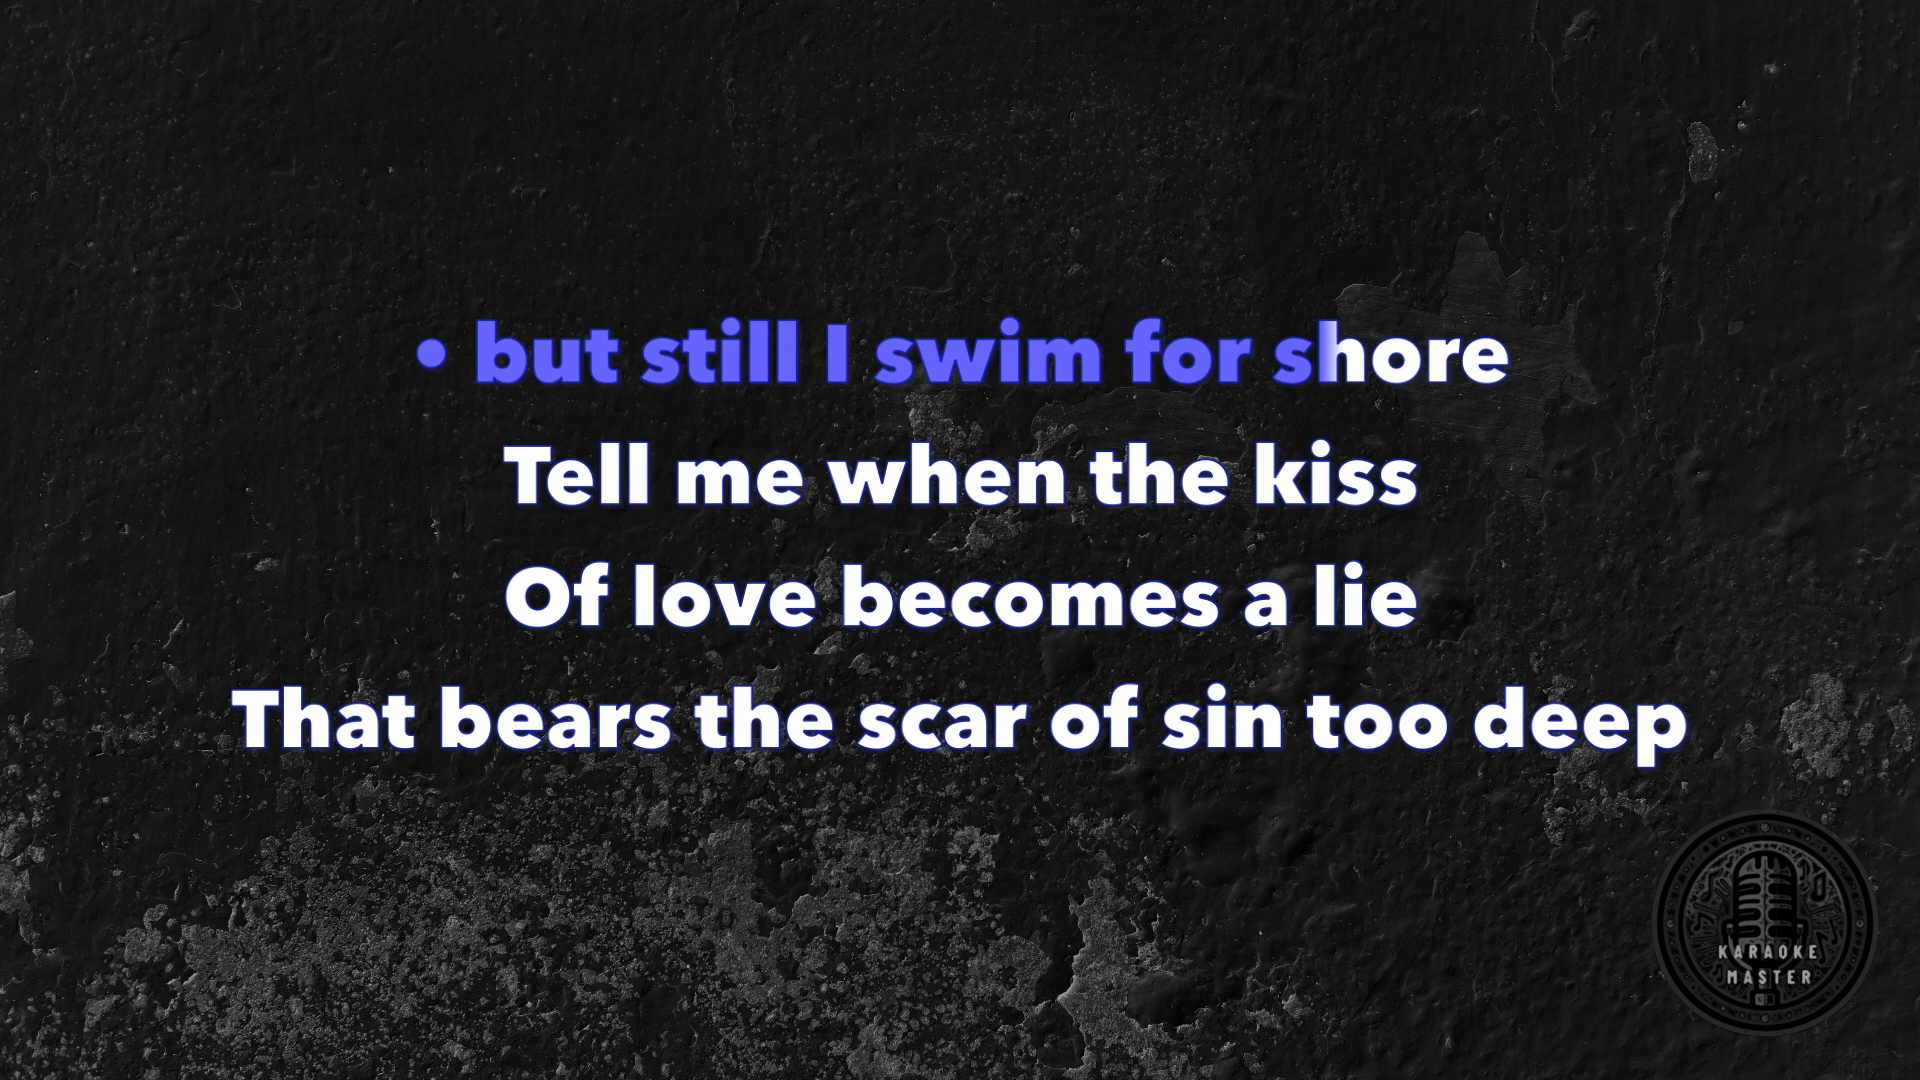 • but still I swim for shore
Tell me when the kiss
Of love becomes a lie
That bears the scar of sin too deep
KARAOKE
MASTER